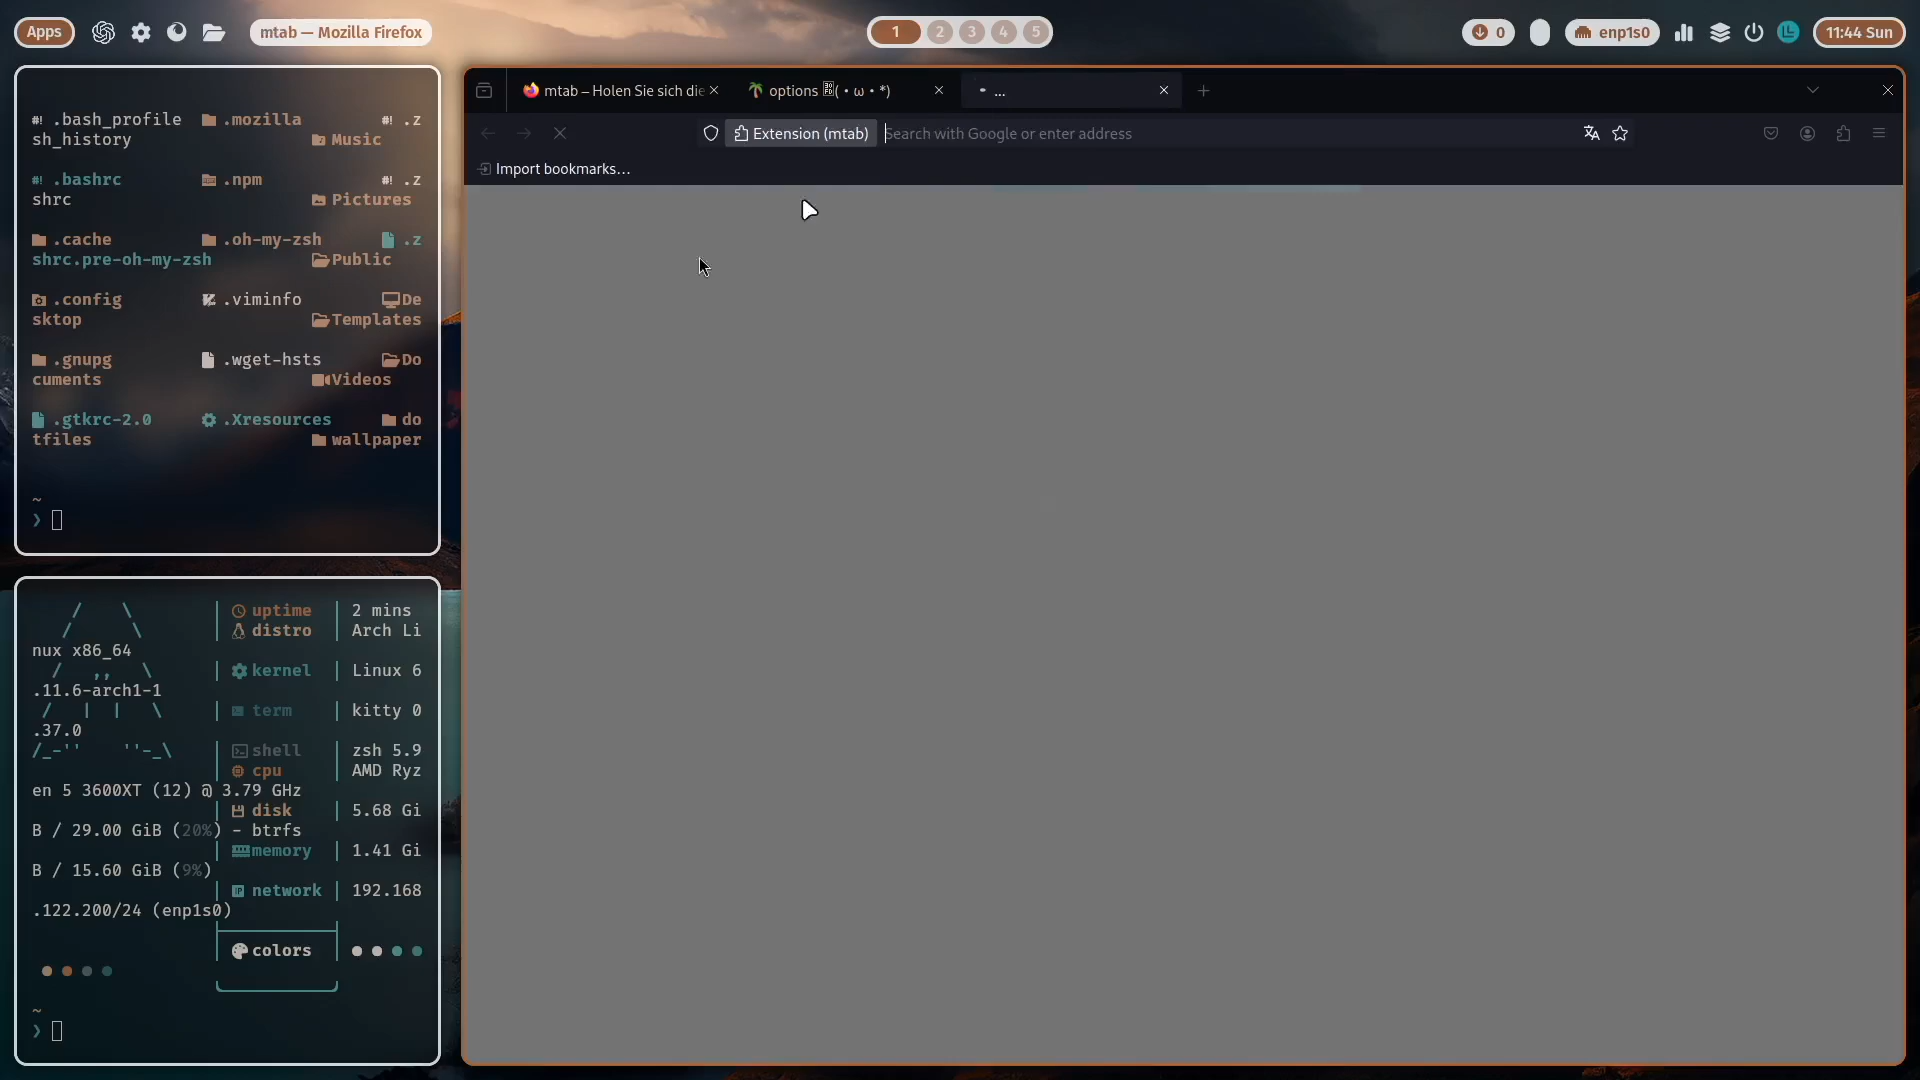 Apps
mtab — Mozilla Firefox
1 2 3 4 5
0
enp1s0
11:44 Sun
#! .bash_profile .mozilla #! .z
sh_history Music
#! .bashrc .npm #! .z
shrc Pictures
.cache .oh-my-zsh .z
shrc.pre-oh-my-zsh Public
.config .viminfo De
sktop Templates
.gnupg .wget-hsts Do
cuments Videos
.gtkrc-2.0 .Xresources do
tfiles wallpaper
~
❯
/ \ | uptime | 2 mins
/ \ | distro | Arch Li
nux x86_64
/ ,, \ | kernel | Linux 6
.11.6-arch1-1
/ | | \ | term | kitty 0
.37.0
/_-'' ''-_\ | shell | zsh 5.9
| cpu | AMD Ryz
en 5 3600XT (12) @ 3.79 GHz
| disk | 5.68 Gi
B / 29.00 GiB (20%) - btrfs
| memory | 1.41 Gi
B / 15.60 GiB (9%)
| network | 192.168
.122.200/24 (enp1s0)
colors
~
❯
mtab – Holen Sie sich die
options (・ω・*)
...
Extension (mtab)
Search with Google or enter address
Import bookmarks…